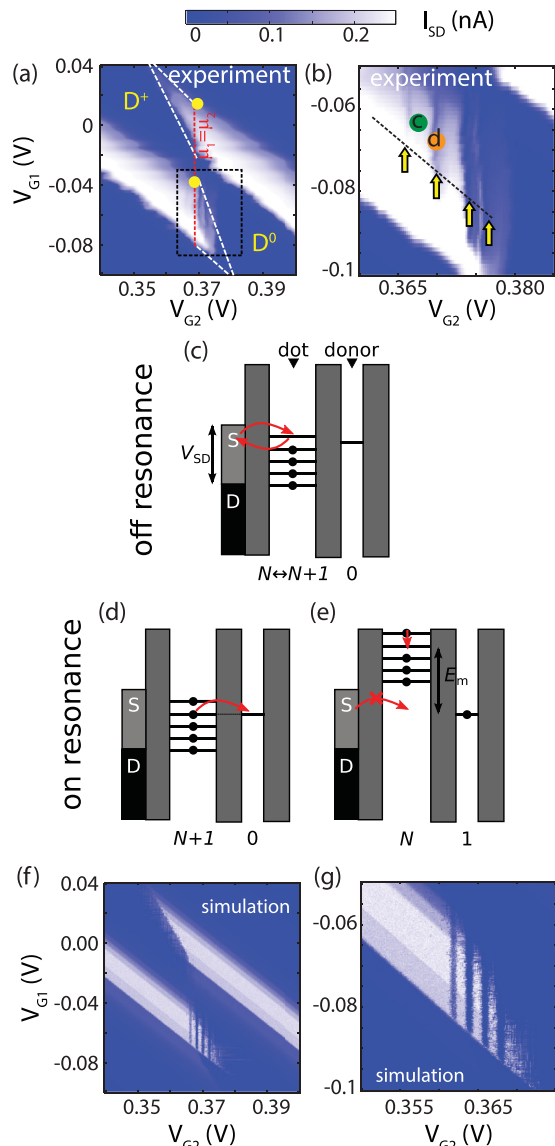 0 0.1 0.2 I_SD (nA)
(a) experiment
D⁺
μ₁=μ₂
D⁰
0.04
0
-0.04
-0.08
V_G1 (V)
0.35 0.37 0.39
V_G2 (V)
(b) experiment
c
d
-0.06
-0.08
-0.1
0.365 0.380
V_G2 (V)
off resonance
(c)
dot donor
S
V_SD
D
N↔N+1 0
on resonance
(d)
S
D
N+1 0
(e)
E_m
S
D
N 1
(f)
simulation
0.04
0.00
-0.04
-0.08
V_G1 (V)
0.35 0.37 0.39
V_G2 (V)
(g)
-0.06
-0.08
-0.1
simulation
0.355 0.365
V_G2 (V)